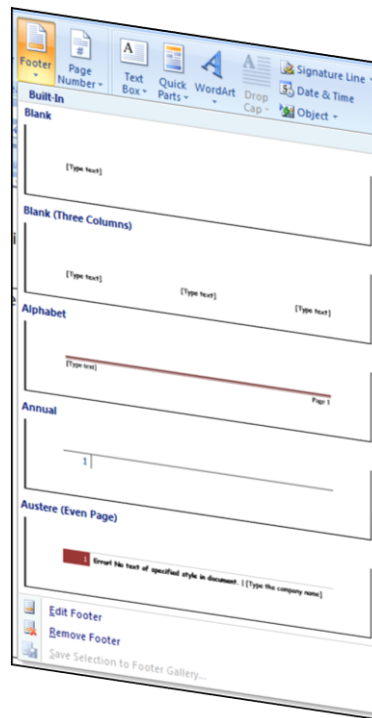 Footer
Page
Number
Text
Box
Quick
Parts
WordArt
Drop
Cap
Signature Line
Date & Time
Object
Built-In
Blank
[Type text]
Blank (Three Columns)
[Type text] [Type text] [Type text]
Alphabet
[Type text] Page 1
Annual
1
Austere (Even Page)
1 Error! No text of specified style in document. | [Type the company name]
Edit Footer
Remove Footer
Save Selection to Footer Gallery...